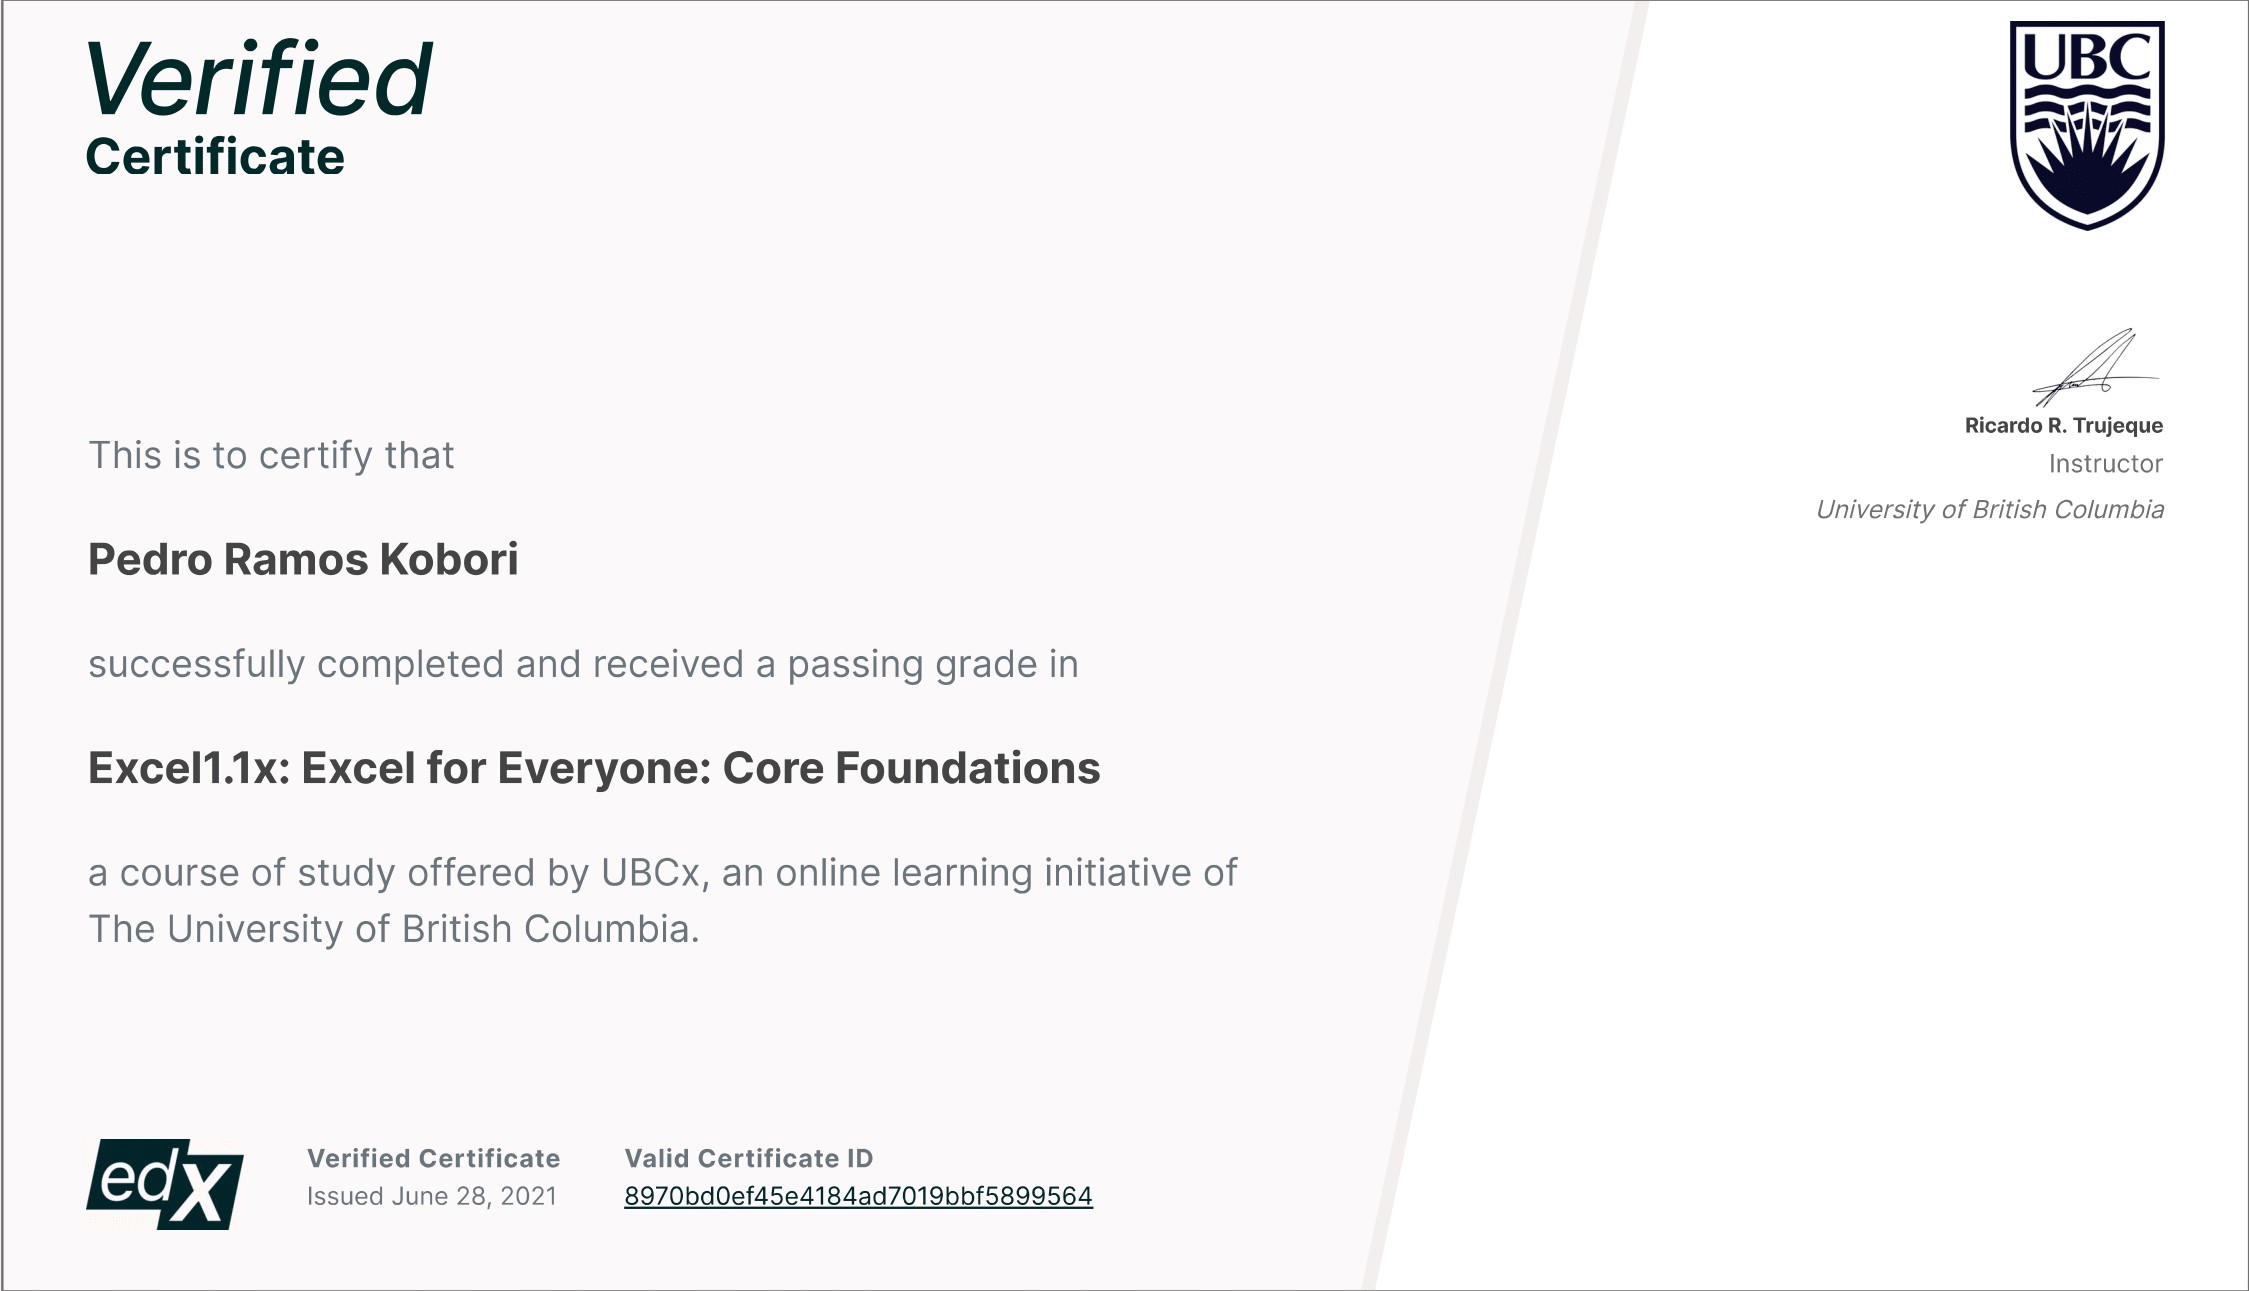 Verified
Certificate
UBC
This is to certify that
Pedro Ramos Kobori
successfully completed and received a passing grade in
Excel1.1x: Excel for Everyone: Core Foundations
a course of study offered by UBCx, an online learning initiative of
The University of British Columbia.
Ricardo R. Trujeque
Instructor
University of British Columbia
edX
Verified Certificate
Issued June 28, 2021
Valid Certificate ID
8970bd0ef45e4184ad7019bbf5899564